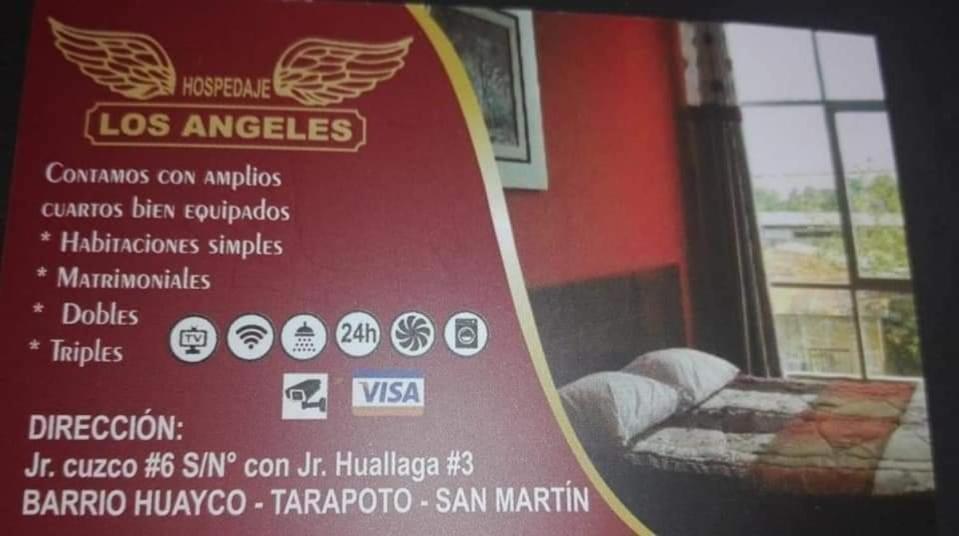 HOSPEDAJE
LOS ANGELES
Contamos con amplios
cuartos bien equipados
* Habitaciones simples
* Matrimoniales
* Dobles
* Triples
TV
24h
VISA
DIRECCIÓN:
Jr. cuzco #6 S/N° con Jr. Huallaga #3
BARRIO HUAYCO - TARAPOTO - SAN MARTÍN